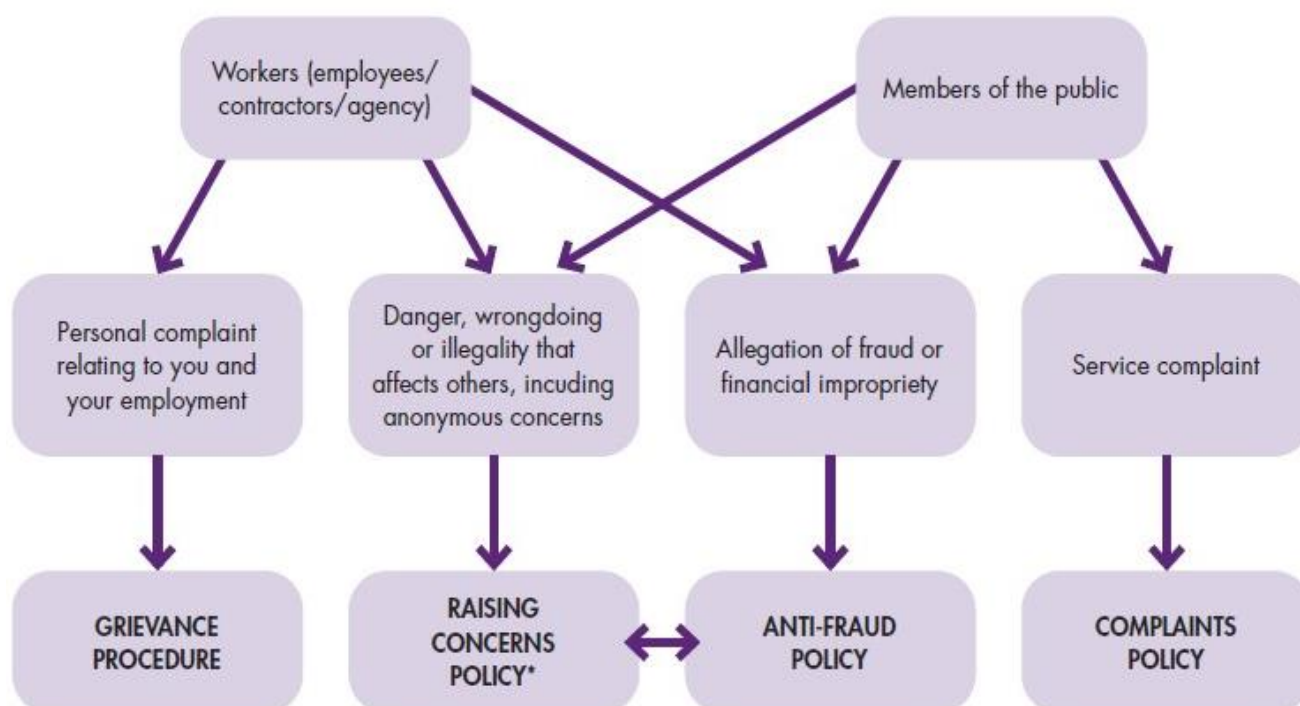 Workers (employees/
contractors/agency)
Members of the public
Personal complaint
relating to you and
your employment
Danger, wrongdoing
or illegality that
affects others, incuding
anonymous concerns
Allegation of fraud or
financial impropriety
Service complaint
GRIEVANCE
PROCEDURE
RAISING
CONCERNS
POLICY*
ANTI-FRAUD
POLICY
COMPLAINTS
POLICY